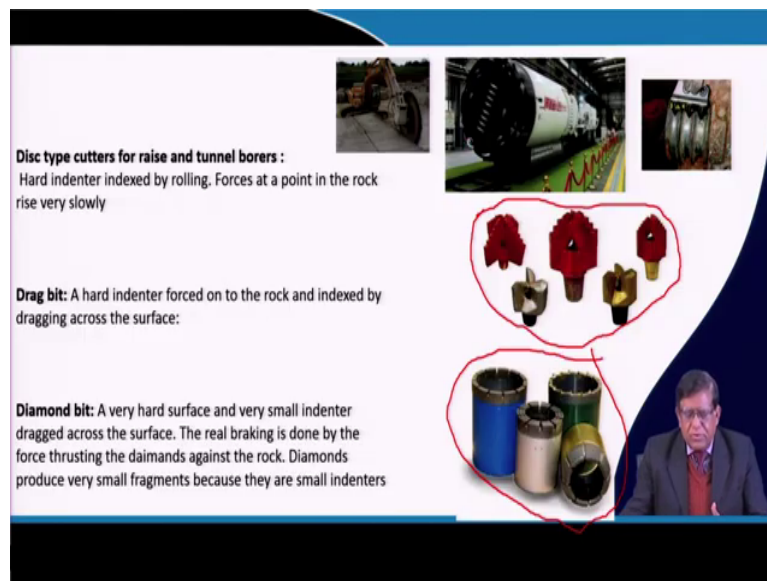 Disc type cutters for raise and tunnel borers :
Hard indenter indexed by rolling. Forces at a point in the rock
rise very slowly
Drag bit: A hard indenter forced on to the rock and indexed by
dragging across the surface:
Diamond bit: A very hard surface and very small indenter
dragged across the surface. The real braking is done by the
force thrusting the daimands against the rock. Diamonds
produce very small fragments because they are small indenters